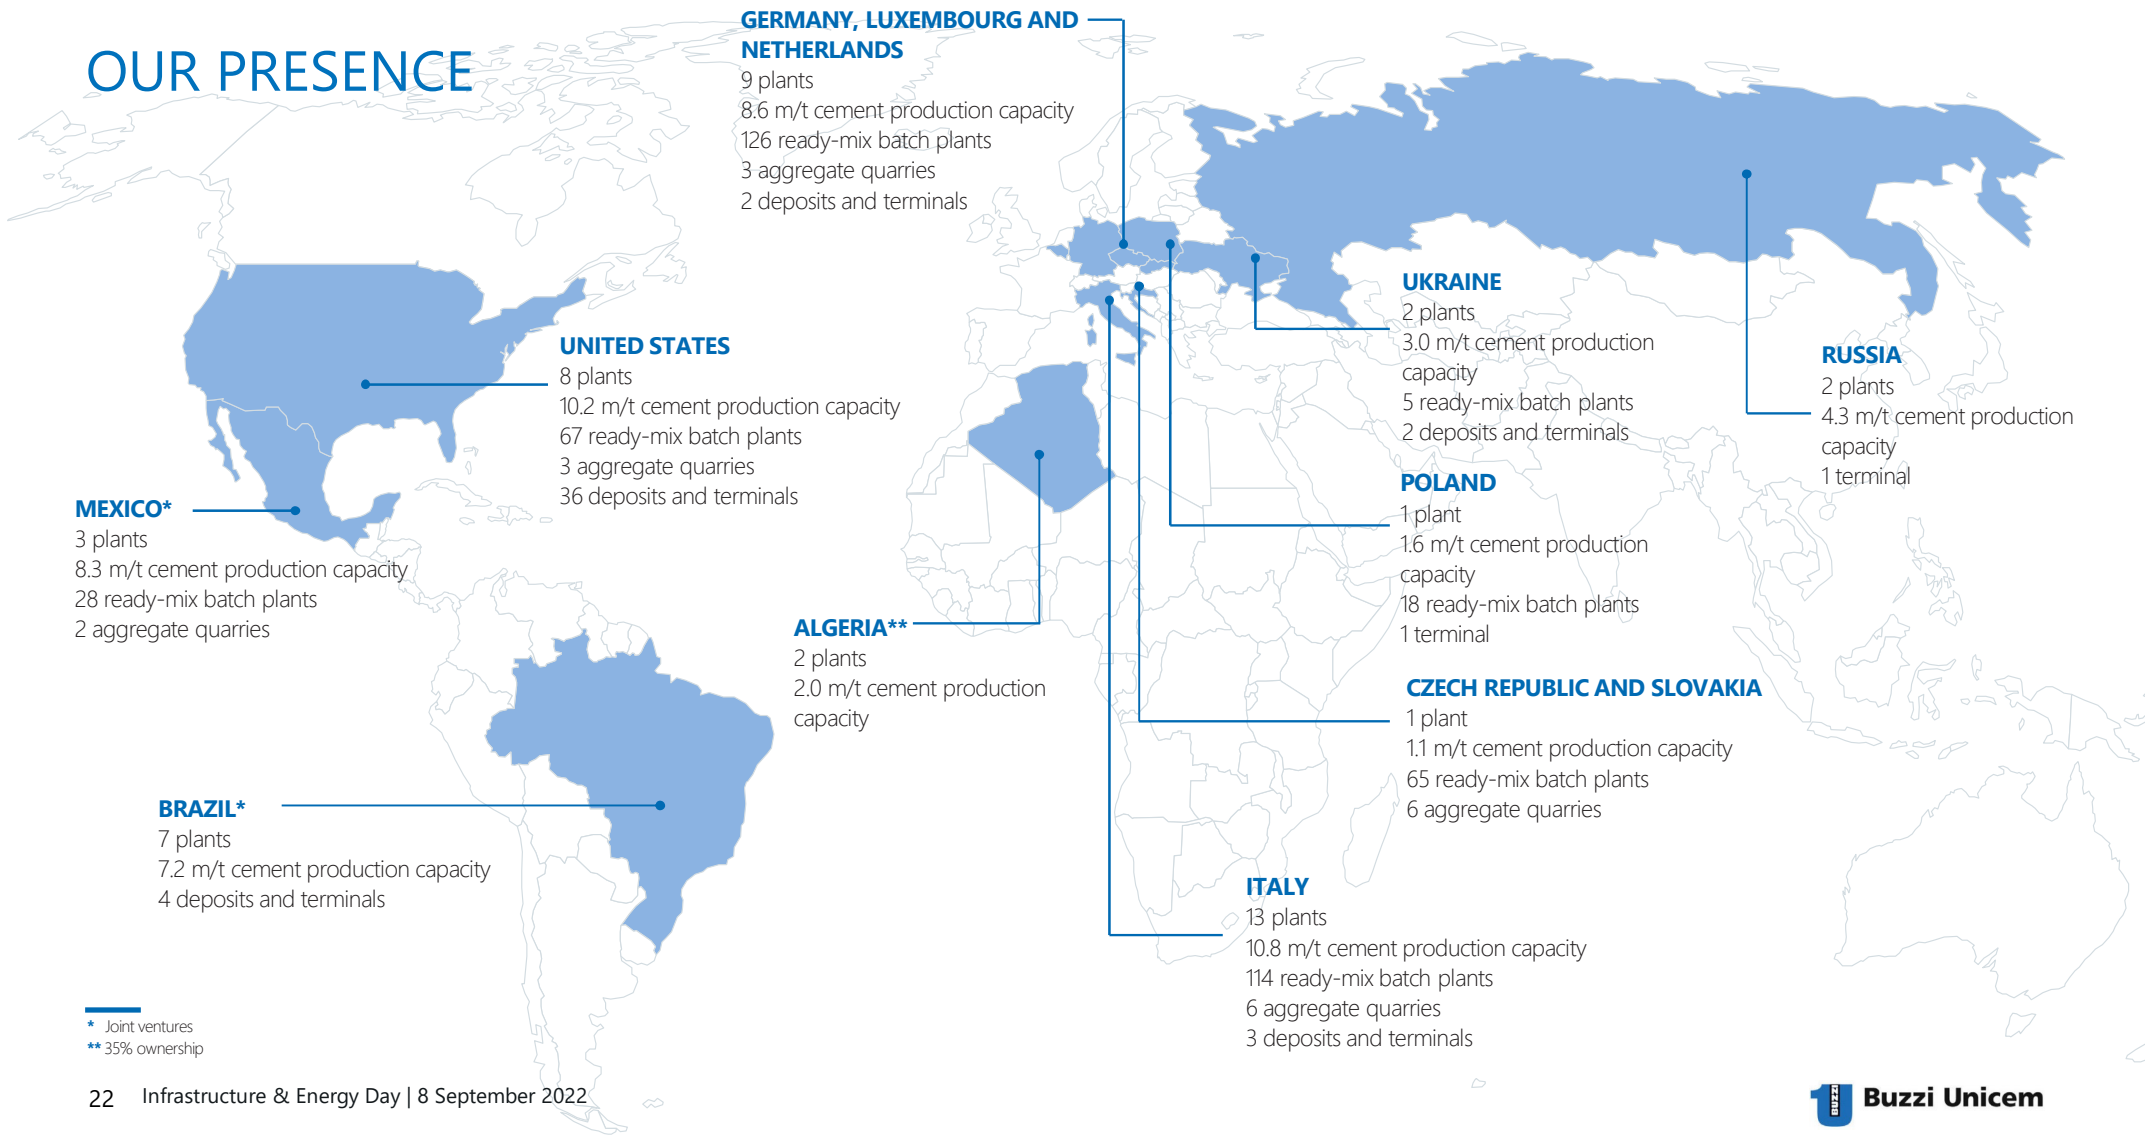 OUR PRESENCE
GERMANY, LUXEMBOURG AND
NETHERLANDS
9 plants
8.6 m/t cement production capacity
126 ready-mix batch plants
3 aggregate quarries
2 deposits and terminals
UNITED STATES
8 plants
10.2 m/t cement production capacity
67 ready-mix batch plants
3 aggregate quarries
36 deposits and terminals
UKRAINE
2 plants
3.0 m/t cement production
capacity
5 ready-mix batch plants
2 deposits and terminals
RUSSIA
2 plants
4.3 m/t cement production
capacity
1 terminal
MEXICO*
3 plants
8.3 m/t cement production capacity
28 ready-mix batch plants
2 aggregate quarries
POLAND
1 plant
1.6 m/t cement production
capacity
18 ready-mix batch plants
1 terminal
ALGERIA**
2 plants
2.0 m/t cement production
capacity
CZECH REPUBLIC AND SLOVAKIA
1 plant
1.1 m/t cement production capacity
65 ready-mix batch plants
6 aggregate quarries
BRAZIL*
7 plants
7.2 m/t cement production capacity
4 deposits and terminals
ITALY
13 plants
10.8 m/t cement production capacity
114 ready-mix batch plants
6 aggregate quarries
3 deposits and terminals
* Joint ventures
** 35% ownership
22 Infrastructure & Energy Day | 8 September 2022
BUZZI
Buzzi Unicem